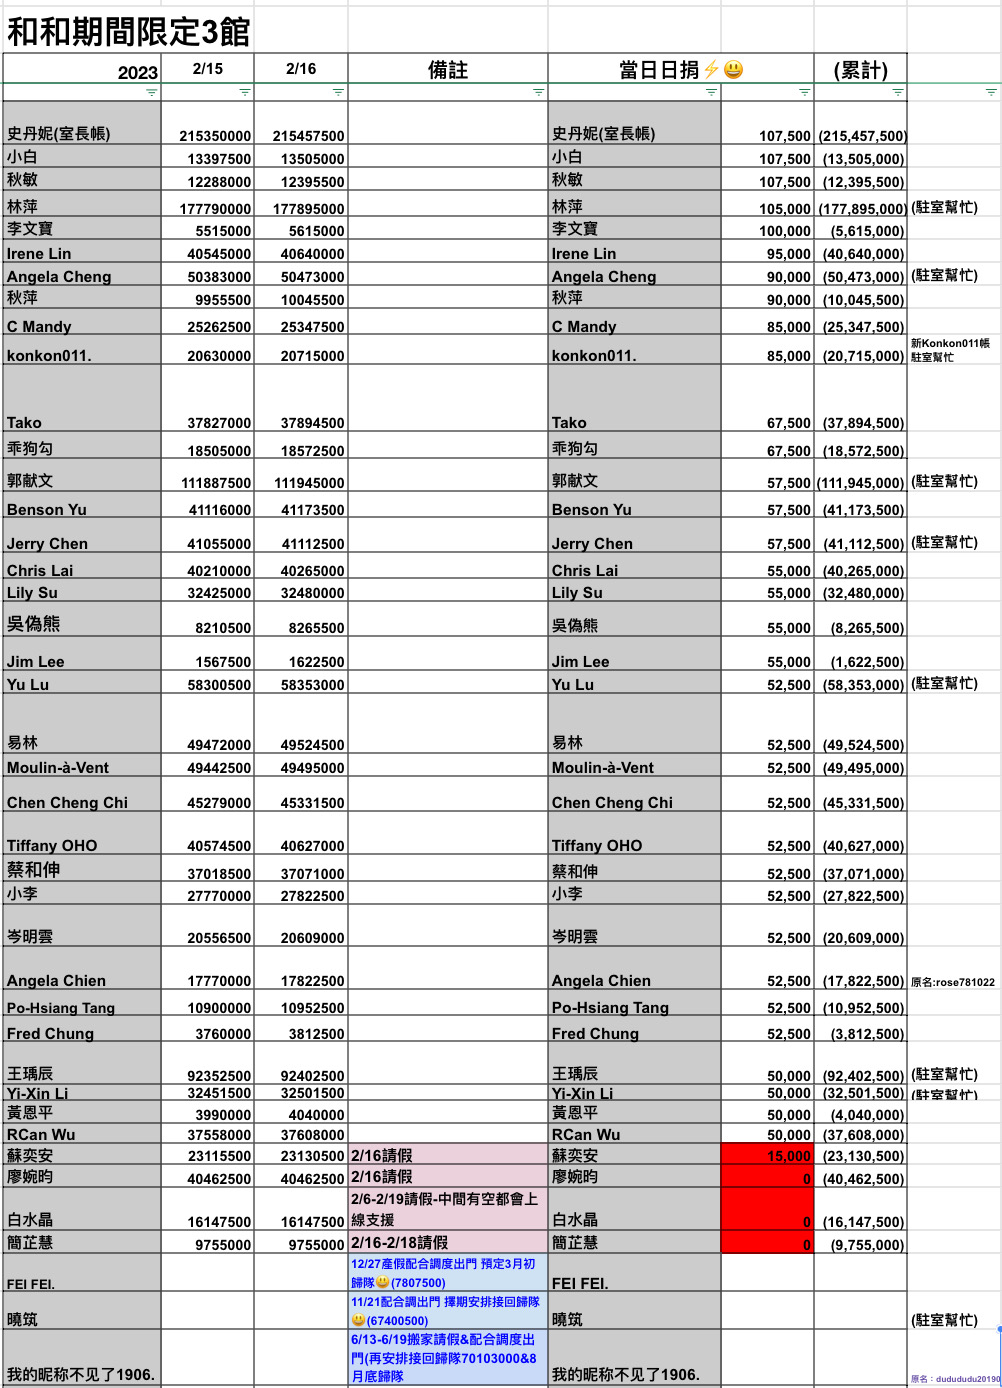 和和期間限定3館
2023 2/15 2/16 備註 當日日捐⚡😃 (累計)
史丹妮(室長帳) 215350000 215457500 史丹妮(室長帳) 107,500 (215,457,500)
小白 13397500 13505000 小白 107,500 (13,505,000)
秋敏 12288000 12395500 秋敏 107,500 (12,395,500)
林萍 177790000 177895000 林萍 105,000 (177,895,000) (駐室幫忙)
李文寶 5515000 5615000 李文寶 100,000 (5,615,000)
Irene Lin 40545000 40640000 Irene Lin 95,000 (40,640,000)
Angela Cheng 50383000 50473000 Angela Cheng 90,000 (50,473,000) (駐室幫忙)
秋萍 9955500 10045500 秋萍 90,000 (10,045,500)
C Mandy 25262500 25347500 C Mandy 85,000 (25,347,500)
konkon011. 20630000 20715000 konkon011. 85,000 (20,715,000) 新Konkon011帳
駐室幫忙
Tako 37827000 37894500 Tako 67,500 (37,894,500)
乖狗勾 18505000 18572500 乖狗勾 67,500 (18,572,500)
郭献文 111887500 111945000 郭献文 57,500 (111,945,000) (駐室幫忙)
Benson Yu 41116000 41173500 Benson Yu 57,500 (41,173,500)
Jerry Chen 41055000 41112500 Jerry Chen 57,500 (41,112,500) (駐室幫忙)
Chris Lai 40210000 40265000 Chris Lai 55,000 (40,265,000)
Lily Su 32425000 32480000 Lily Su 55,000 (32,480,000)
吳偽熊 8210500 8265500 吳偽熊 55,000 (8,265,500)
Jim Lee 1567500 1622500 Jim Lee 55,000 (1,622,500)
Yu Lu 58300500 58353000 Yu Lu 52,500 (58,353,000) (駐室幫忙)
易林 49472000 49524500 易林 52,500 (49,524,500)
Moulin-à-Vent 49442500 49495000 Moulin-à-Vent 52,500 (49,495,000)
Chen Cheng Chi 45279000 45331500 Chen Cheng Chi 52,500 (45,331,500)
Tiffany OHO 40574500 40627000 Tiffany OHO 52,500 (40,627,000)
蔡和伸 37018500 37071000 蔡和伸 52,500 (37,071,000)
小李 27770000 27822500 小李 52,500 (27,822,500)
岑明雲 20556500 20609000 岑明雲 52,500 (20,609,000)
Angela Chien 17770000 17822500 Angela Chien 52,500 (17,822,500) 原名:rose781022
Po-Hsiang Tang 10900000 10952500 Po-Hsiang Tang 52,500 (10,952,500)
Fred Chung 3760000 3812500 Fred Chung 52,500 (3,812,500)
王瑀辰 92352500 92402500 王瑀辰 50,000 (92,402,500) (駐室幫忙)
Yi-Xin Li 32451500 32501500 Yi-Xin Li 50,000 (32,501,500) (駐室幫忙)
黃恩平 3990000 4040000 黃恩平 50,000 (4,040,000)
RCan Wu 37558000 37608000 RCan Wu 50,000 (37,608,000)
蘇奕安 23115500 23130500 2/16請假 蘇奕安 15,000 (23,130,500)
廖婉昀 40462500 40462500 2/16請假 廖婉昀 0 (40,462,500)
白水晶 16147500 16147500 2/6-2/19請假-中間有空都會上 白水晶 0 (16,147,500)
線支援
簡芷慧 9755000 9755000 2/16-2/18請假 簡芷慧 0 (9,755,000)
FEI FEI. 12/27產假配合調度出門 預定3月初 FEI FEI.
歸隊😃(7807500)
曉筑 11/21配合調出門 擇期安排接回歸隊 曉筑 (駐室幫忙)
😃(67400500)
我的昵称不见了1906. 6/13-6/19搬家請假&配合調度出 我的昵称不见了1906. 原名：dudududu20190
門(再安排接回歸隊70103000&8
月底歸隊